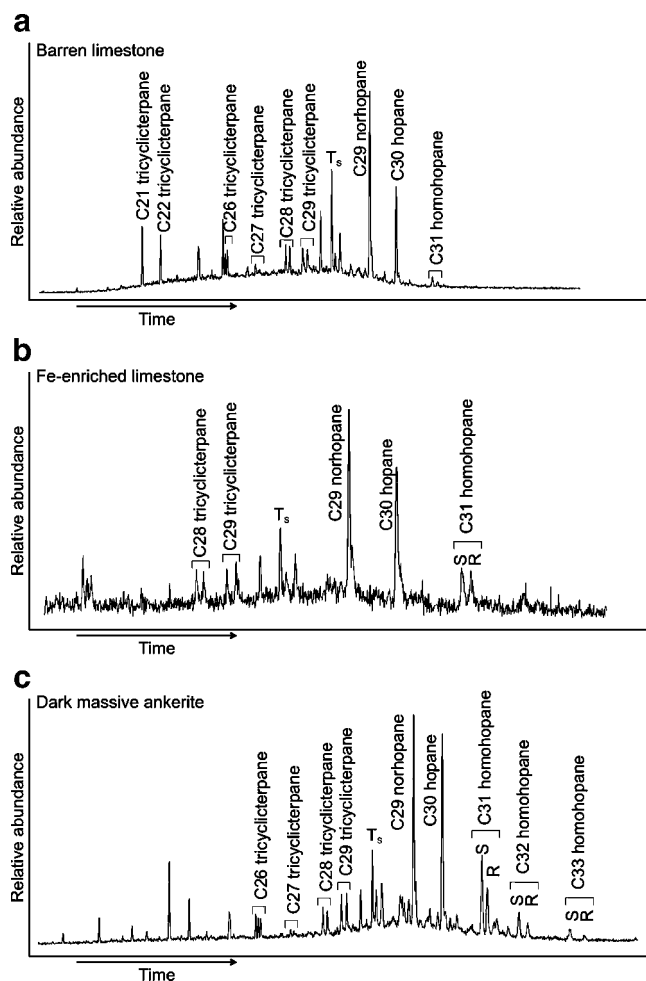 a
Barren limestone
Relative abundance
C21 tricyclicterpane
C22 tricyclicterpane
C26 tricyclicterpane
C27 tricyclicterpane
C28 tricyclicterpane
C29 tricyclicterpane
Ts
C29 norhopane
C30 hopane
C31 homohopane
Time
b
Fe-enriched limestone
Relative abundance
C28 tricyclicterpane
C29 tricyclicterpane
Ts
C29 norhopane
C30 hopane
C31 homohopane
S
R
Time
c
Dark massive ankerite
Relative abundance
C26 tricyclicterpane
C27 tricyclicterpane
C28 tricyclicterpane
C29 tricyclicterpane
Ts
C29 norhopane
C30 hopane
C31 homohopane
S
R
C32 homohopane
S
R
C33 homohopane
S
R
Time